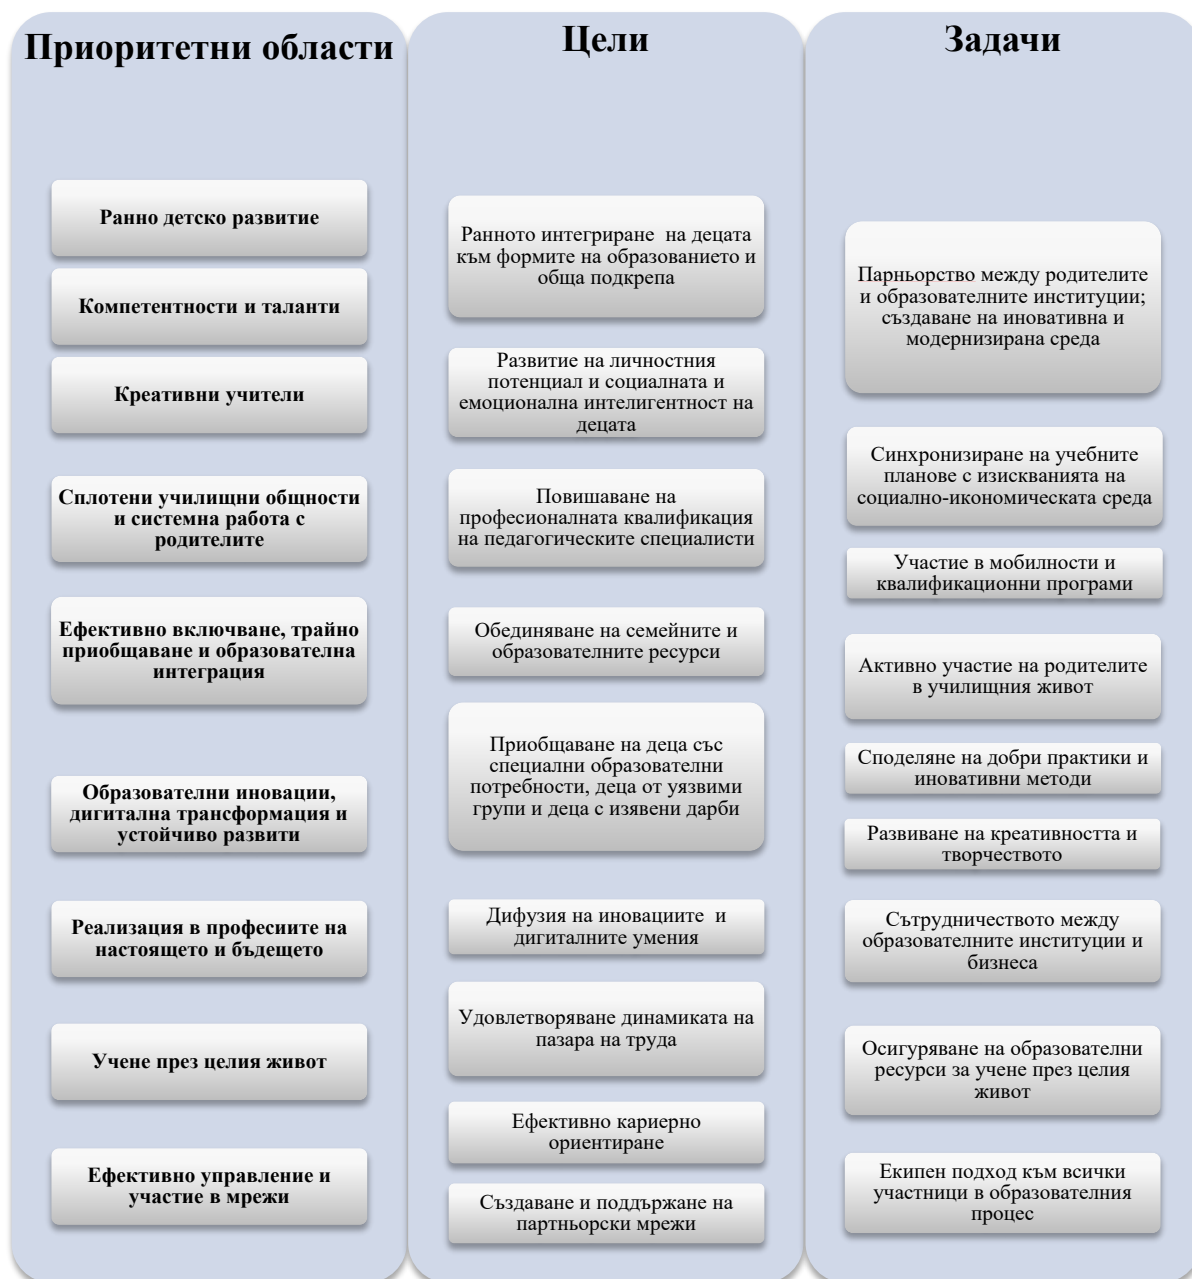 Приоритетни области
Ранно детско развитие
Компетентности и таланти
Креативни учители
Сплотени училищни общности
и системна работа с
родителите
Ефективно включване, трайно
приобщаване и образователна
интеграция
Образователни иновации,
дигитална трансформация и
устойчиво развити
Реализация в професиите на
настоящето и бъдещето
Учене през целия живот
Ефективно управление и
участие в мрежи
Цели
Ранното интегриране на децата
към формите на образованието и
обща подкрепа
Развитие на личностния
потенциал и социалната и
емоционална интелигентност на
децата
Повишаване на
професионалната квалификация
на педагогическите специалисти
Обединяване на семейните и
образователните ресурси
Приобщаване на деца със
специални образователни
потребности, деца от уязвими
групи и деца с изявени дарби
Дифузия на иновациите и
дигиталните умения
Удовлетворяване динамиката на
пазара на труда
Ефективно кариерно
ориентиране
Създаване и поддържане на
партньорски мрежи
Задачи
Парньорство между родителите
и образователните институции;
създаване на иновативна и
модернизирана среда
Синхронизиране на учебните
планове с изискванията на
социално-икономическата среда
Участие в мобилности и
квалификационни програми
Активно участие на родителите
в училищния живот
Споделяне на добри практики и
иновативни методи
Развиване на креативността и
творчеството
Сътрудничеството между
образователните институции и
бизнеса
Осигуряване на образователни
ресурси за учене през целия
живот
Екипен подход към всички
участници в образователния
процес